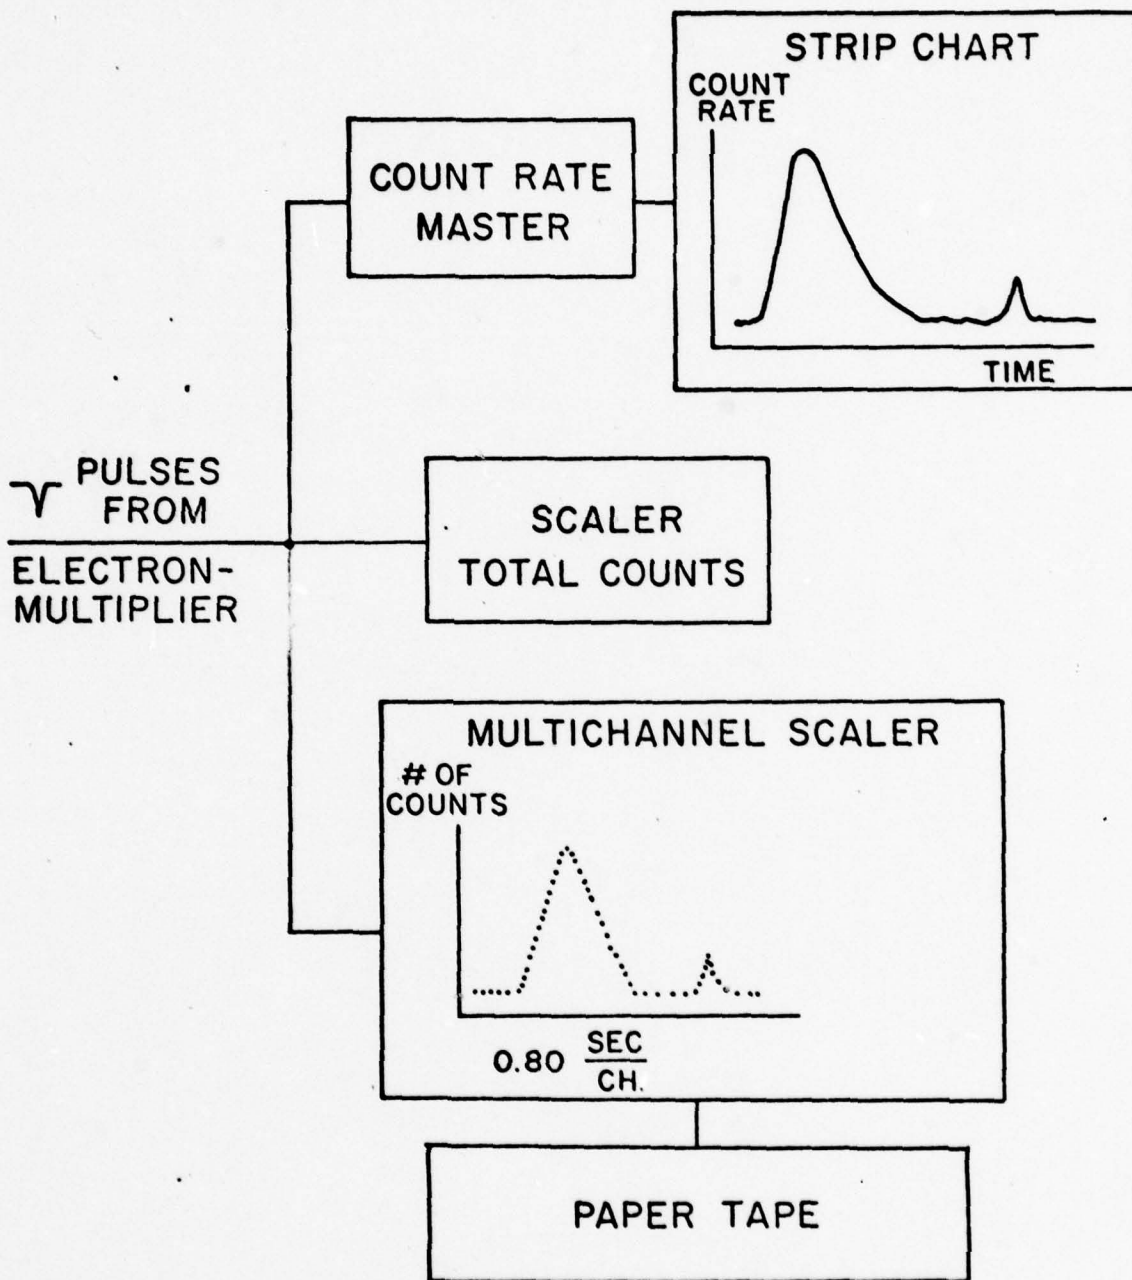 STRIP CHART
COUNT
RATE
TIME
COUNT RATE
MASTER
PULSES
FROM
ELECTRON-
MULTIPLIER
SCALER
TOTAL COUNTS
MULTICHANNEL SCALER
# OF
COUNTS
0.80 SEC
CH.
PAPER TAPE